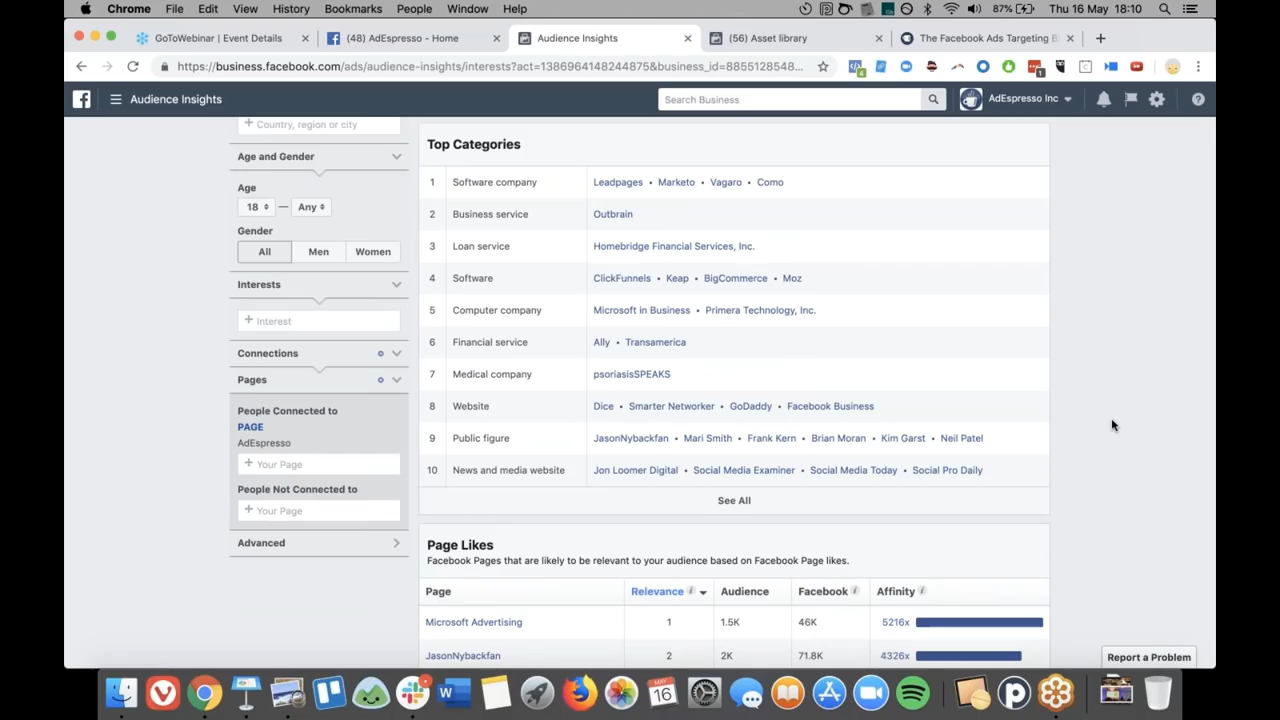 Chrome File Edit View History Bookmarks People Window Help 87% Thu 16 May 18:10
GoToWebinar | Event Details × (48) AdEspresso - Home × Audience Insights × (56) Asset library × The Facebook Ads Targeting B × +
https://business.facebook.com/ads/audience-insights/interests?act=1386964148244875&business_id=8855128548...
Audience Insights Search Business AdEspresso Inc
+ Country, region or city
Age and Gender
Age
18 — Any
Gender
All Men Women
Interests
+ Interest
Connections
Pages
People Connected to
PAGE
AdEspresso
+ Your Page
People Not Connected to
+ Your Page
Advanced
Top Categories
1 Software company Leadpages • Marketo • Vagaro • Como
2 Business service Outbrain
3 Loan service Homebridge Financial Services, Inc.
4 Software ClickFunnels • Keap • BigCommerce • Moz
5 Computer company Microsoft in Business • Primera Technology, Inc.
6 Financial service Ally • Transamerica
7 Medical company psoriasisSPEAKS
8 Website Dice • Smarter Networker • GoDaddy • Facebook Business
9 Public figure JasonNybackfan • Mari Smith • Frank Kern • Brian Moran • Kim Garst • Neil Patel
10 News and media website Jon Loomer Digital • Social Media Examiner • Social Media Today • Social Pro Daily
See All
Page Likes
Facebook Pages that are likely to be relevant to your audience based on Facebook Page likes.
Page Relevance Audience Facebook Affinity
Microsoft Advertising 1 1.5K 46K 5216x
JasonNybackfan 2 2K 71.8K 4326x
Report a Problem